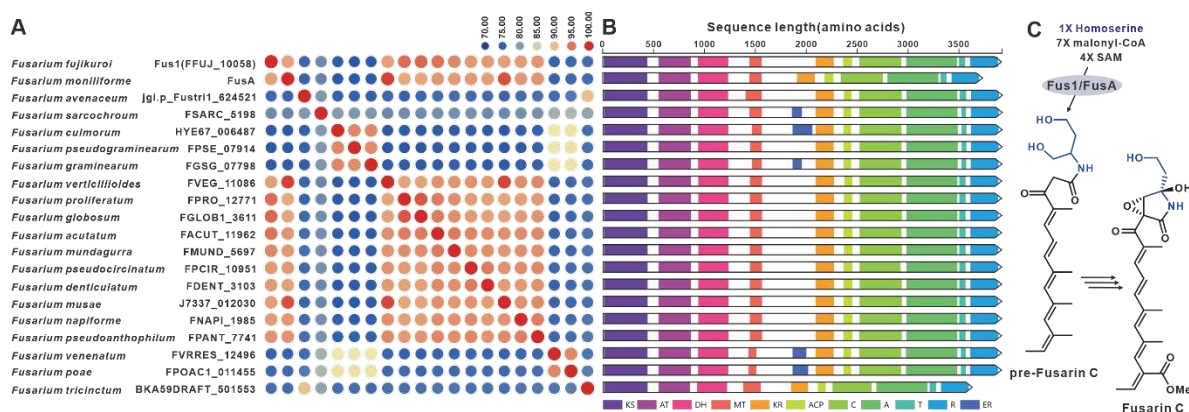 A
70.00 75.00 80.00 85.00 90.00 95.00 100.00
Fusarium fujikuroi Fus1(FFUJ_10058)
Fusarium moniliforme FusA
Fusarium avenaceum jgi.p_Fustri1_624521
Fusarium sarcochroum FSARC_5198
Fusarium culmorum HYE67_006487
Fusarium pseudograminearum FPSE_07914
Fusarium graminearum FGSG_07798
Fusarium verticillioides FVEG_11086
Fusarium proliferatum FPRO_12771
Fusarium globosum FGLOB1_3611
Fusarium acutatum FACUT_11962
Fusarium mundagurra FMUND_5697
Fusarium pseudocircinatum FPCIR_10951
Fusarium denticulatum FDENT_3103
Fusarium musae J7337_012030
Fusarium napiforme FNAPI_1985
Fusarium pseudoanthophilum FPANT_7741
Fusarium venenatum FVRRES_12496
Fusarium poae FPOAC1_011455
Fusarium tricinctum BKA59DRAFT_501553
B
Sequence length(amino acids)
0 500 1000 1500 2000 2500 3000 3500
KS AT DH MT KR ACP C A T R ER
C
1X Homoserine
7X malonyl-CoA
4X SAM
Fus1/FusA
HO
HO
NH
O
O
pre-Fusarin C
HO
O
OH
NH
O
O
O
OMe
Fusarin C